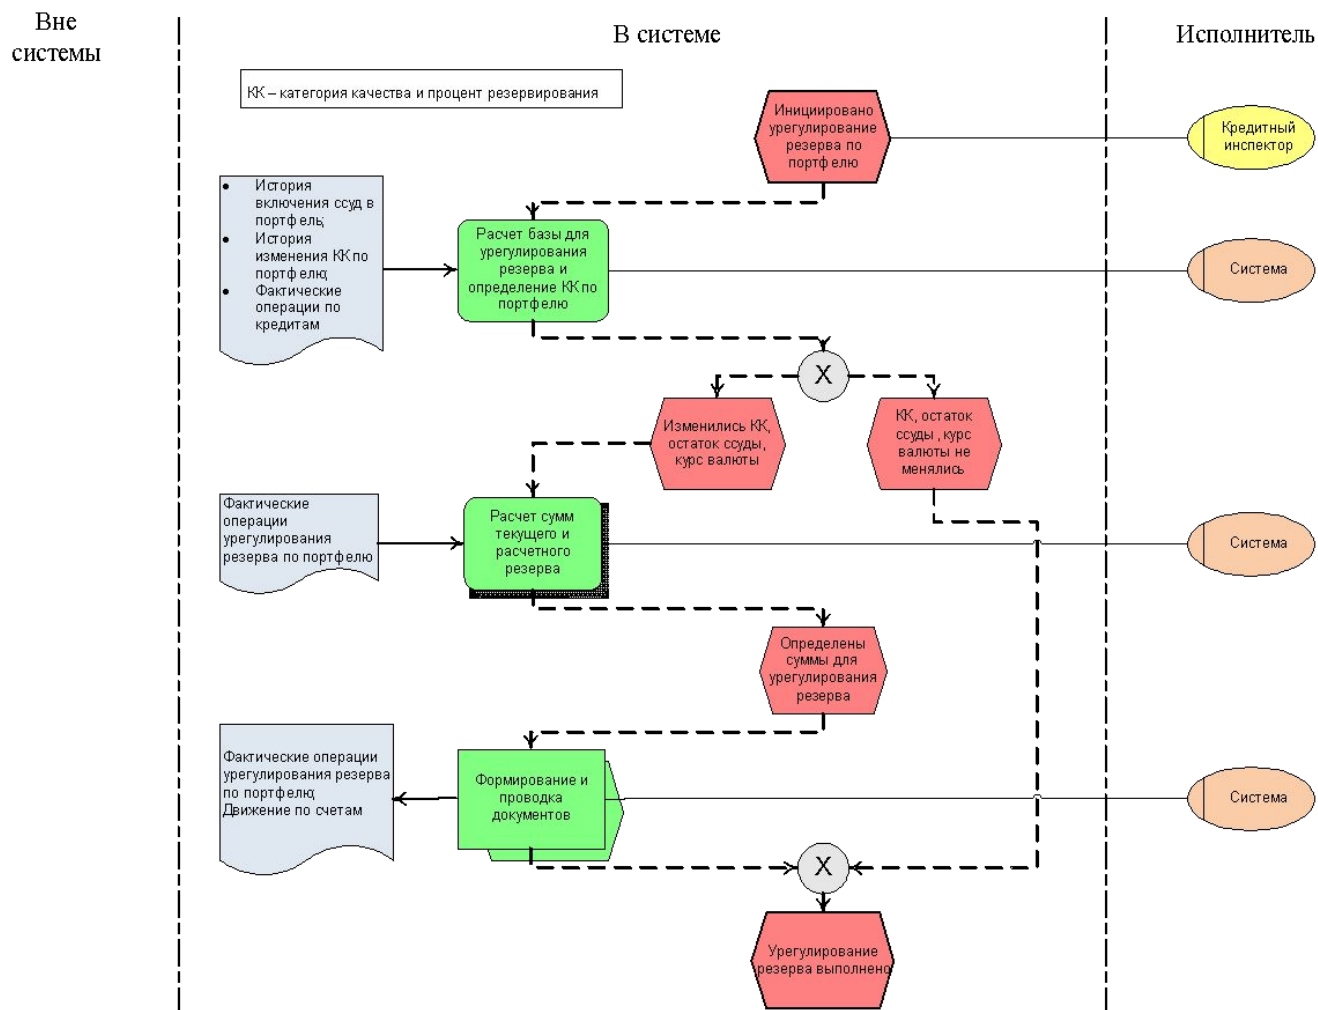 Вне
системы
В системе
Исполнитель
КК – категория качества и процент резервирования
Инициировано
урегулирование
резерва по
портфелю
Кредитный
инспектор
История
включения ссуд в
портфель;
История
изменения КК по
портфелю;
Фактические
операции по
кредитам
Расчет базы для
урегулирования
резерва и
определение КК по
портфелю
Система
X
Изменились КК,
остаток ссуды,
курс валюты
КК, остаток
ссуды, курс
валюты не
менялись
Фактические
операции
урегулирования
резерва по портфелю
Расчет сумм
текущего и
расчетного
резерва
Система
Определены
суммы для
урегулирования
резерва
Фактические операции
урегулирования резерва
по портфелю;
Движение по счетам
Формирование и
проводка
документов
Система
X
Урегулирование
резерва выполнено